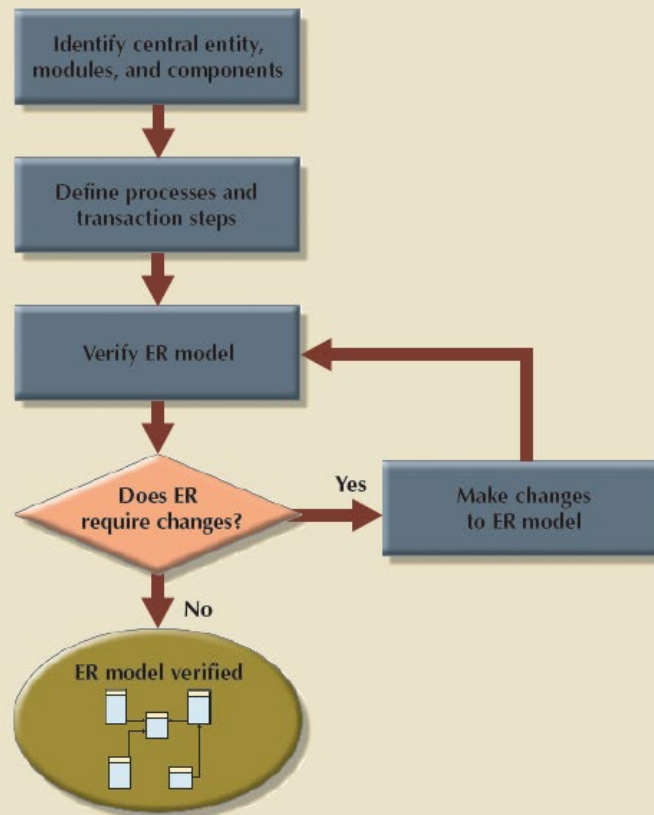 Identify central entity,
modules, and components
Define processes and
transaction steps
Verify ER model
Does ER
require changes?
Yes
Make changes
to ER model
No
ER model verified